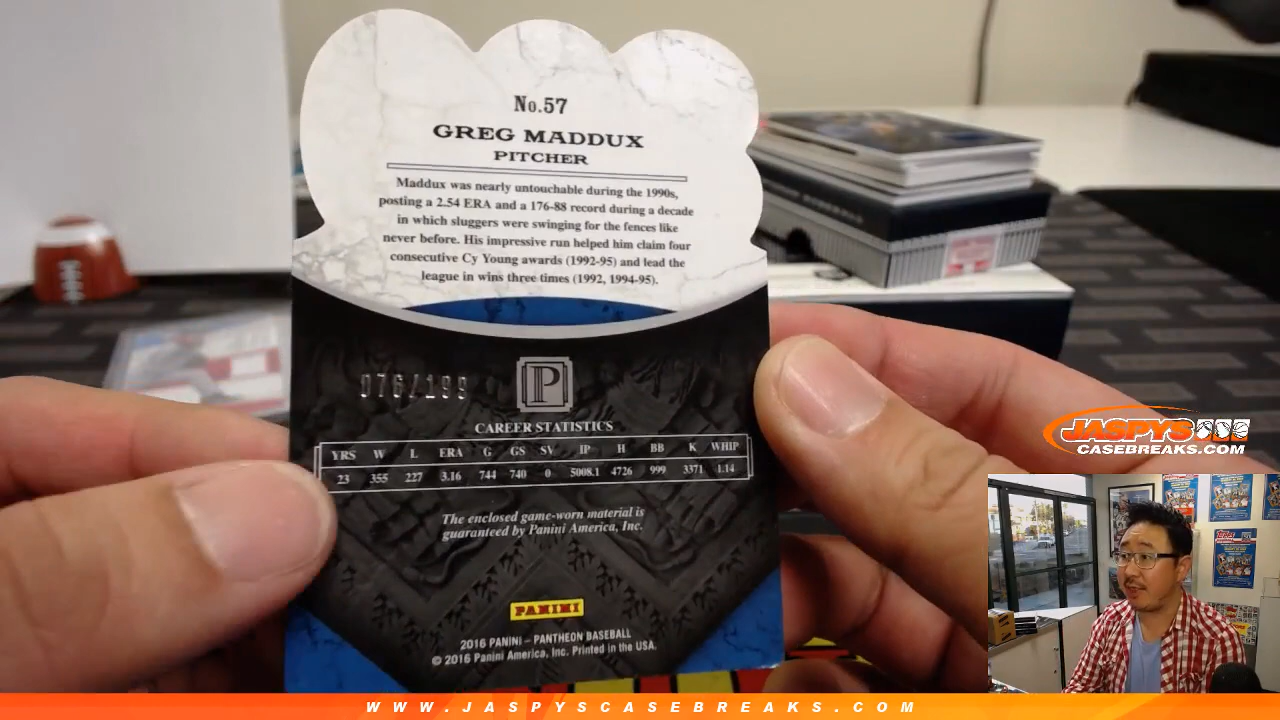 No.57
GREG MADDUX
PITCHER
Maddux was nearly untouchable during the 1990s,
posting a 2.54 ERA and a 176-88 record during a decade
in which sluggers were swinging for the fences like
never before. His impressive run helped him claim four
consecutive Cy Young awards (1992-95) and lead the
league in wins three times (1992, 1994-95).
076/199
P
CAREER STATISTICS
YRS W L ERA G GS SV IP H BB K WHIP
23 355 227 3.16 744 740 0 5008.1 4726 999 3371 1.14
The enclosed game-worn material is
guaranteed by Panini America, Inc.
PANINI
2016 PANINI – PANTHEON BASEBALL
© 2016 Panini America, Inc. Printed in the USA.
JASPYS
CASEBREAKS.COM
WWW.JASPYSCASEBREAKS.COM